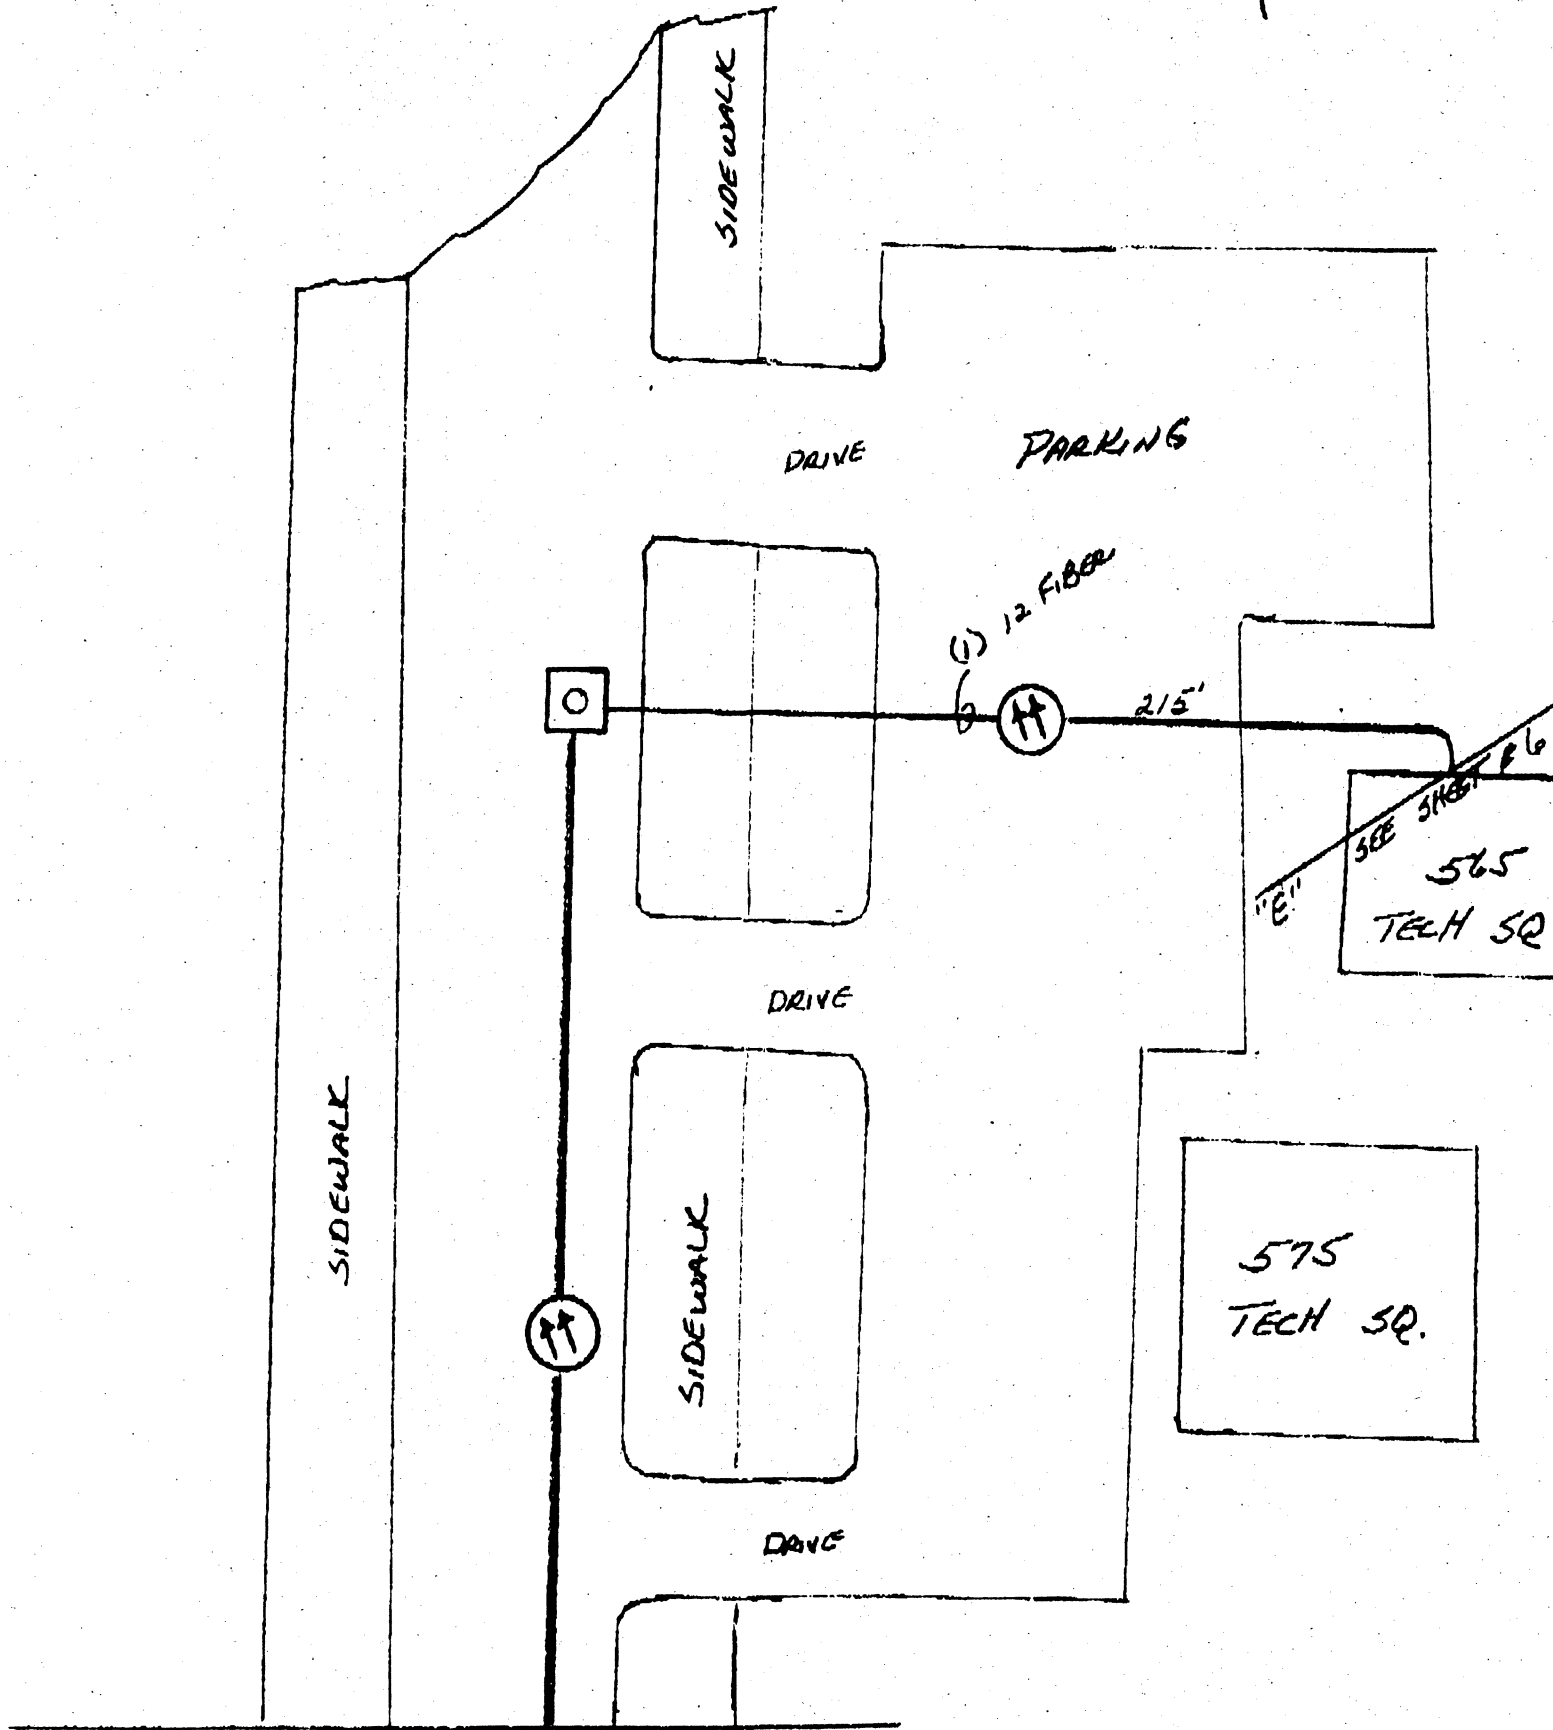 SIDEWALK
DRIVE
PARKING
(1) 12 FIBER
215'
SEE SHEET # 6
"E"
565
TECH SQ
DRIVE
SIDEWALK
SIDEWALK
575
TECH SQ.
DRIVE